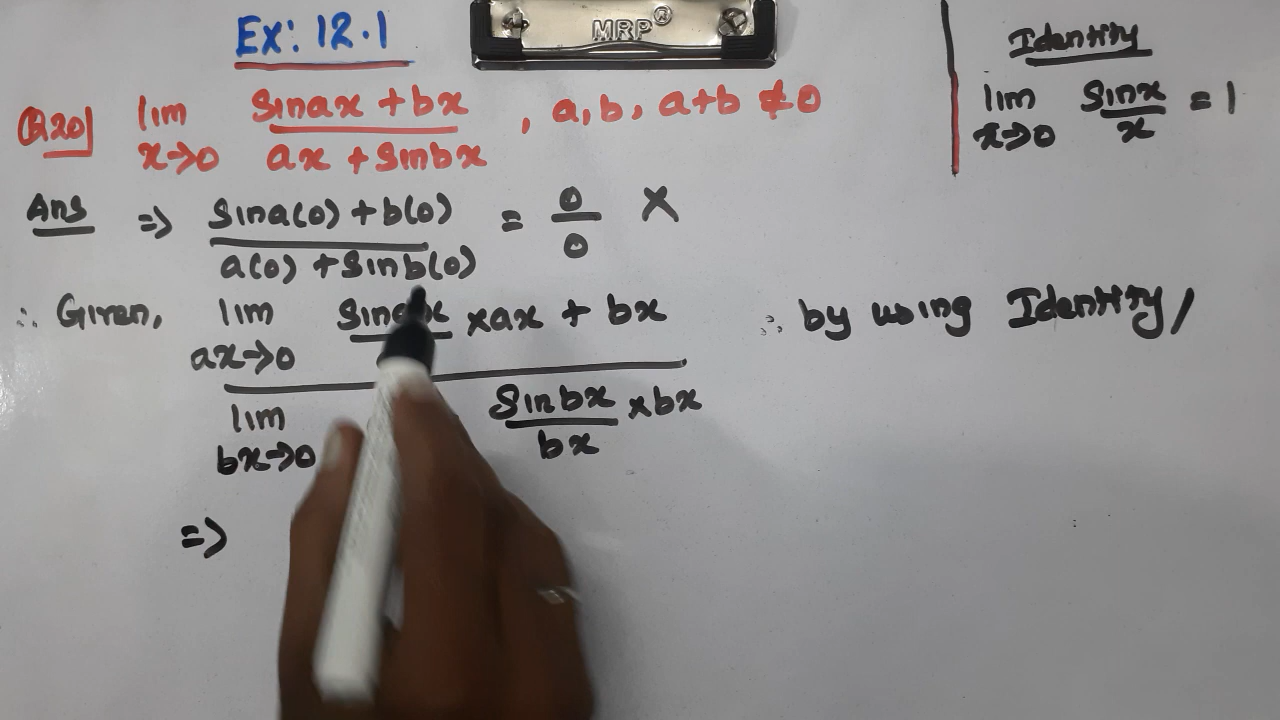 Ex: 12.1
MRP®
Identity
lim sinx/x = 1
x→0
Q20] lim sinax + bx / ax + sinbx , a, b, a+b ≠ 0
x→0
Ans => sina(0) + b(0) / a(0) + sinb(0) = 0/0 ×
∴ Given, lim ×ax + bx
ax→0
lim sinbx/bx ×bx
bx→0
∴ by using Identity,
=>